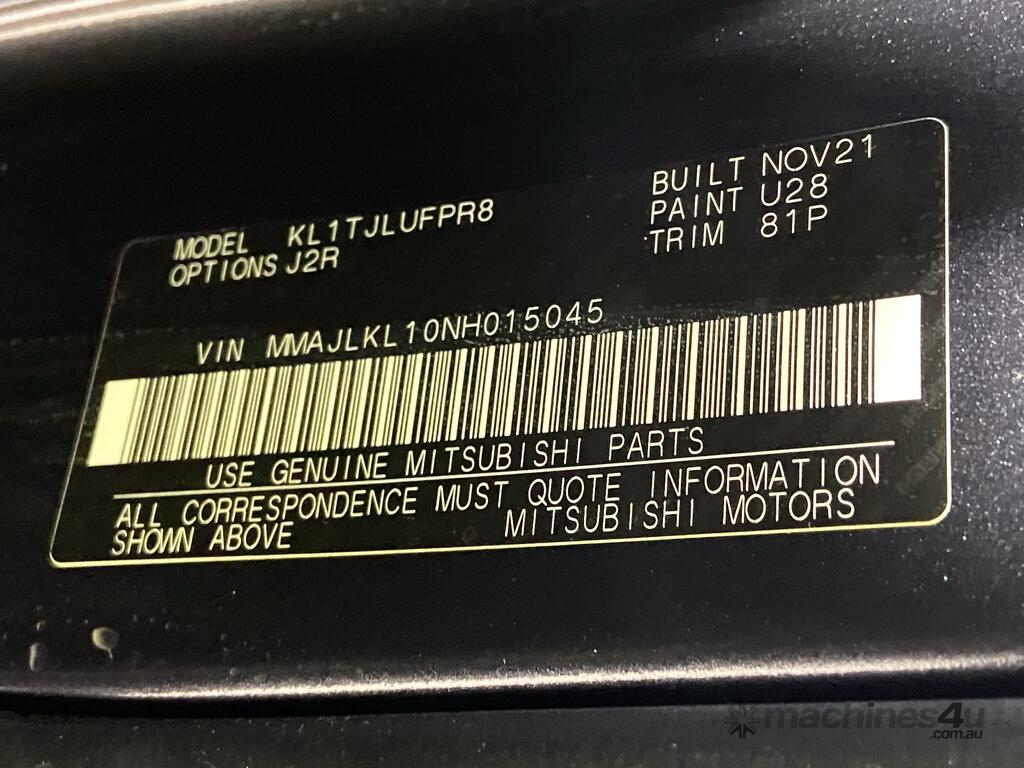 MODEL KL1TJLUFPR8
OPTIONS J2R
BUILT NOV21
PAINT U28
TRIM 81P
VIN MMAJLKL10NH015045
USE GENUINE MITSUBISHI PARTS
ALL CORRESPONDENCE MUST QUOTE INFORMATION
SHOWN ABOVE MITSUBISHI MOTORS
machines4u
.com.au